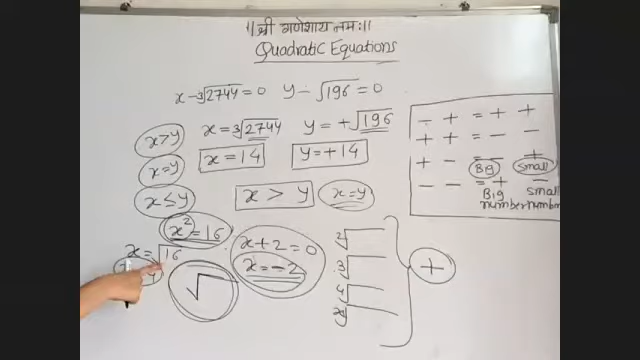 ॥ श्री गणेशाय नमः ॥
Quadratic Equations
x - ∛2744 = 0 y - √196 = 0
x = ∛2744 y = +√196
x = 14 y = +14
x > y
x = y
x ≤ y
x > y x = y
x² = 16
x = √16
x + 2 = 0
x = -2
√
2√
3√
4√
+
- + = + +
+ + = - -
+ - = - +
Big Small
- - = + -
Big Small
number number